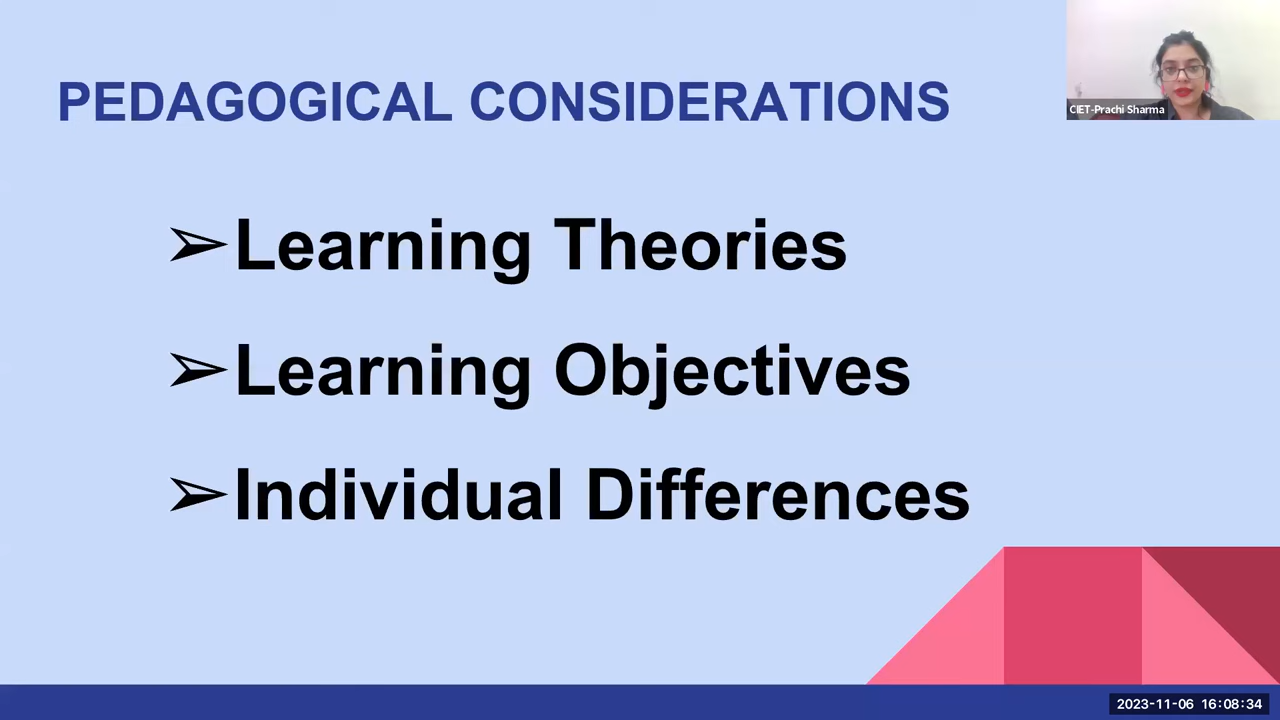 PEDAGOGICAL CONSIDERATIONS
CIET-Prachi Sharma
➢Learning Theories
➢Learning Objectives
➢Individual Differences
2023-11-06 16:08:34